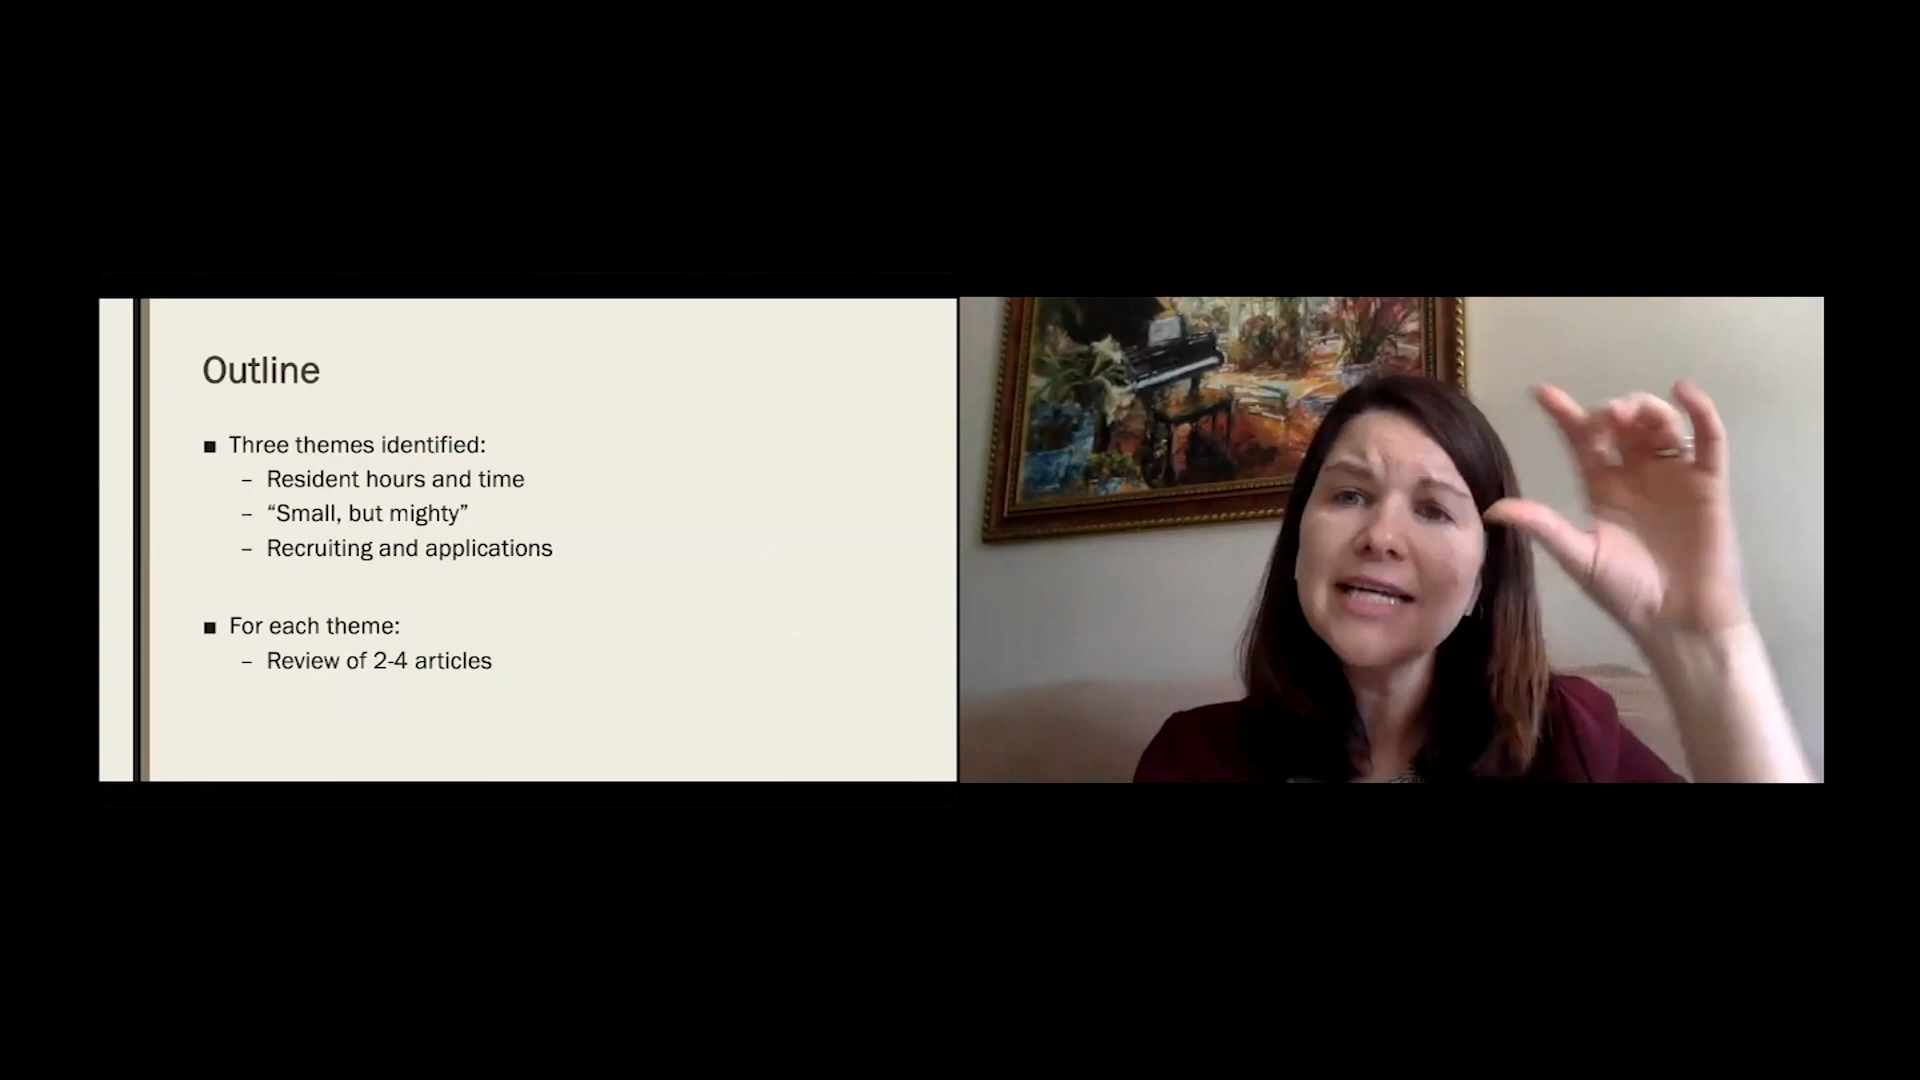 Outline
■ Three themes identified:
– Resident hours and time
– “Small, but mighty”
– Recruiting and applications
■ For each theme:
– Review of 2-4 articles